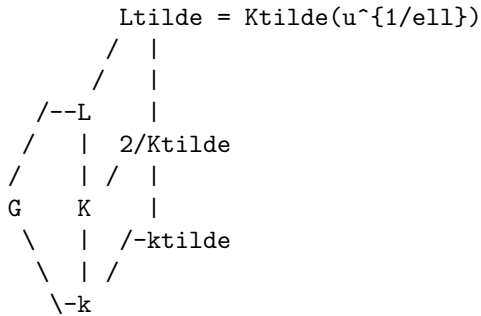 Ltilde = Ktilde(u^{1/ell})
/ |
/ |
/--L |
/ | 2/Ktilde
/ | / |
G K |
\ | /-ktilde
\ | /
\-k